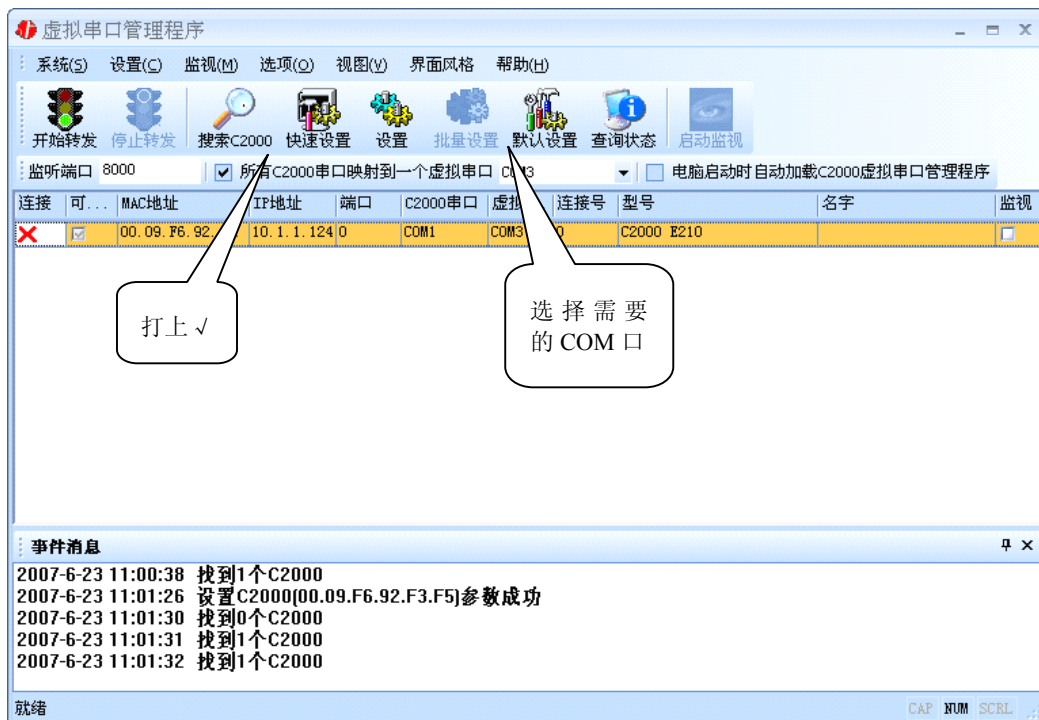 虚拟串口管理程序
系统(S) 设置(C) 监视(M) 选项(O) 视图(V) 界面风格 帮助(H)
开始转发 停止转发 搜索C2000 快速设置 设置 批量设置 默认设置 查询状态 启动监视
监听端口 8000 所有C2000串口映射到一个虚拟串口 COM3 电脑启动时自动加载C2000虚拟串口管理程序
连接 可... MAC地址 IP地址 端口 C2000串口 虚拟 连接号 型号 名字 监视
00.09.F6.92. 10.1.1.124 0 COM1 COM3 0 C2000 E210
打上√
选择需要
的 COM 口
事件消息
2007-6-23 11:00:38 找到1个C2000
2007-6-23 11:01:26 设置C2000(00.09.F6.92.F3.F5)参数成功
2007-6-23 11:01:30 找到0个C2000
2007-6-23 11:01:31 找到1个C2000
2007-6-23 11:01:32 找到1个C2000
就绪 CAP NUM SCRL